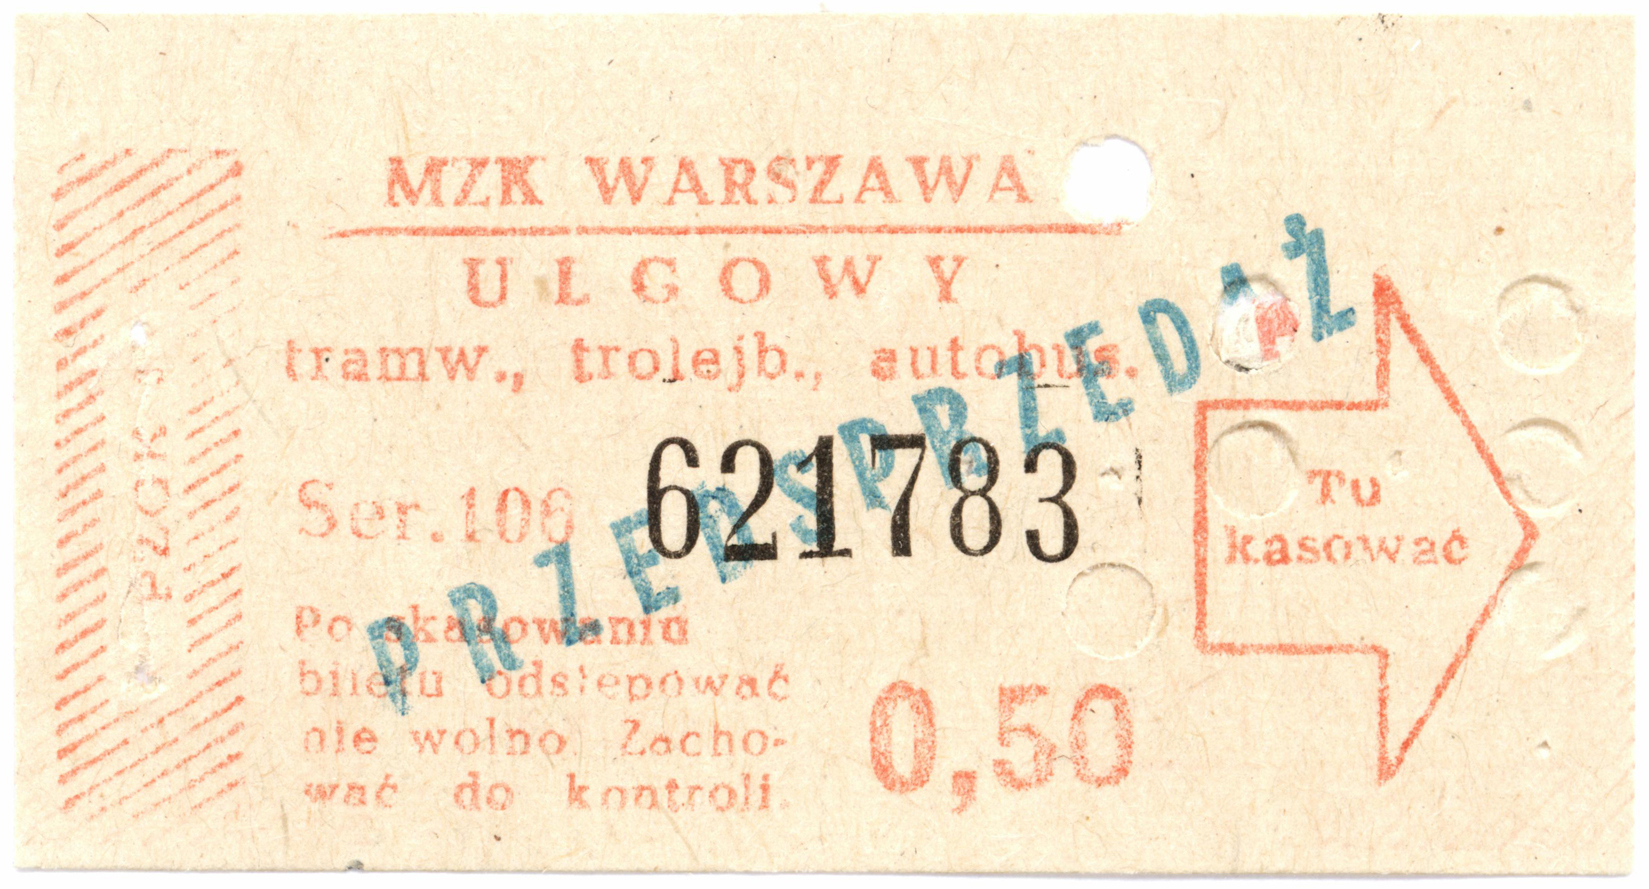 MZK WARSZAWA
ULGOWY
tramw., trolejb., autobus.
Ser.106 621783
PRZEDSPRZEDAŻ
Po skasowaniu
biletu odstępować
nie wolno Zacho-
wać do kontroli.
0,50
Tu
kasować